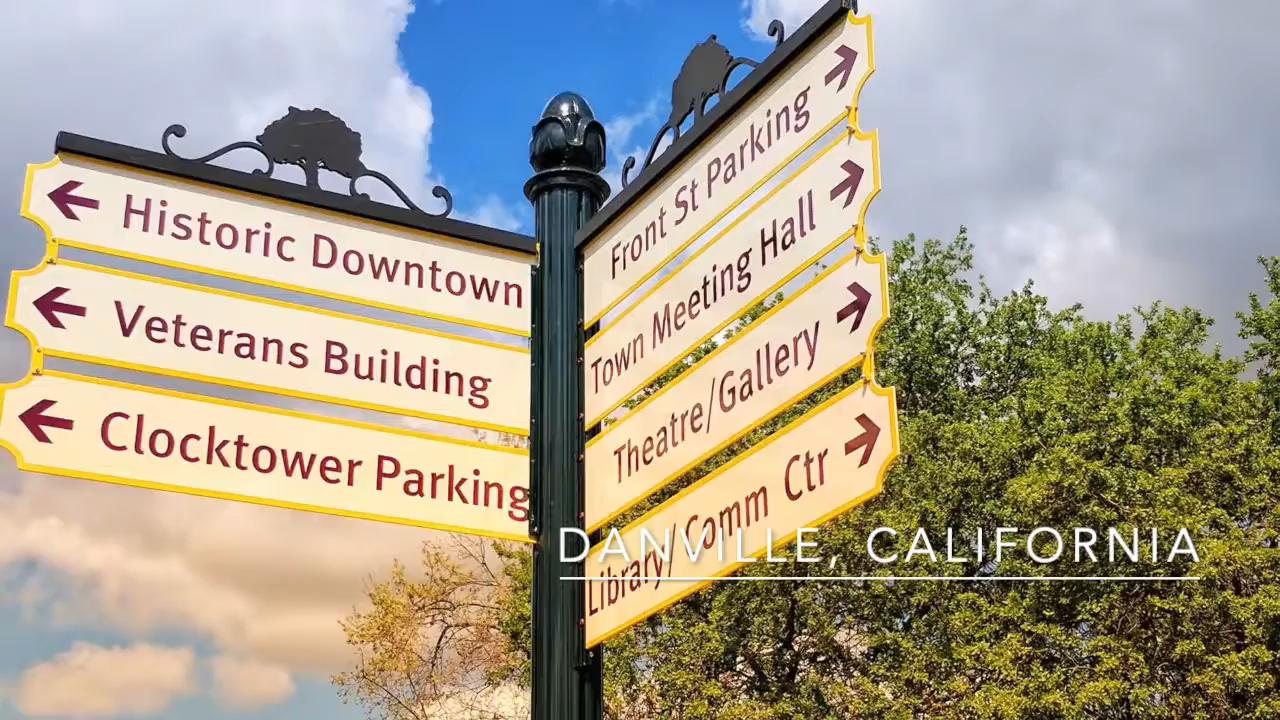 Historic Downtown
Veterans Building
Clocktower Parking
Front St Parking
Town Meeting Hall
Theatre/Gallery
Library/ Comm Ctr
DANVILLE, CALIFORNIA